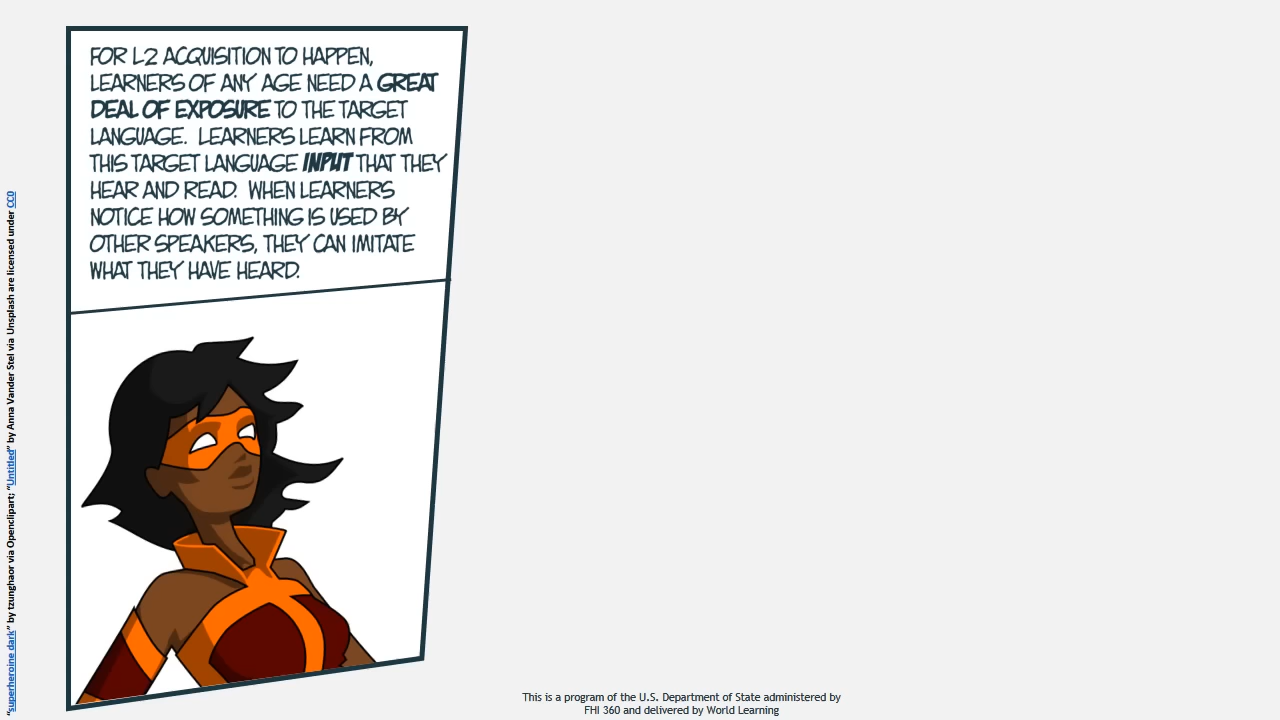 FOR L2 ACQUISITION TO HAPPEN,
LEARNERS OF ANY AGE NEED A GREAT
DEAL OF EXPOSURE TO THE TARGET
LANGUAGE. LEARNERS LEARN FROM
THIS TARGET LANGUAGE INPUT THAT THEY
HEAR AND READ. WHEN LEARNERS
NOTICE HOW SOMETHING IS USED BY
OTHER SPEAKERS, THEY CAN IMITATE
WHAT THEY HAVE HEARD.
"superheroine dark" by tzunghaor via Openclipart; "Untitled" by Anna Vander Stel via Unsplash are licensed under CC0
This is a program of the U.S. Department of State administered by
FHI 360 and delivered by World Learning